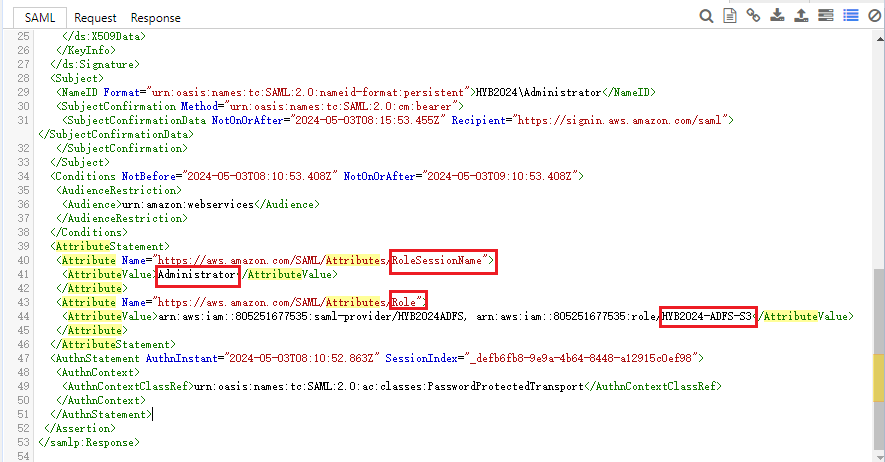 SAML Request Response
25 </ds:X509Data>
26 </KeyInfo>
27 </ds:Signature>
28 <Subject>
29 <NameID Format="urn:oasis:names:tc:SAML:2.0:nameid-format:persistent">HYB2024\Administrator</NameID>
30 <SubjectConfirmation Method="urn:oasis:names:tc:SAML:2.0:cm:bearer">
31 <SubjectConfirmationData NotOnOrAfter="2024-05-03T08:15:53.455Z" Recipient="https://signin.aws.amazon.com/saml">
</SubjectConfirmationData>
32 </SubjectConfirmation>
33 </Subject>
34 <Conditions NotBefore="2024-05-03T08:10:53.408Z" NotOnOrAfter="2024-05-03T09:10:53.408Z">
35 <AudienceRestriction>
36 <Audience>urn:amazon:webservices</Audience>
37 </AudienceRestriction>
38 </Conditions>
39 <AttributeStatement>
40 <Attribute Name="https://aws.amazon.com/SAML/Attributes/RoleSessionName">
41 <AttributeValue>Administrator</AttributeValue>
42 </Attribute>
43 <Attribute Name="https://aws.amazon.com/SAML/Attributes/Role">
44 <AttributeValue>arn:aws:iam::805251677535:saml-provider/HYB2024ADFS, arn:aws:iam::805251677535:role/HYB2024-ADFS-S3</AttributeValue>
45 </Attribute>
46 </AttributeStatement>
47 <AuthnStatement AuthnInstant="2024-05-03T08:10:52.863Z" SessionIndex="_defb6fb8-9e9a-4b64-8448-a12915c0ef98">
48 <AuthnContext>
49 <AuthnContextClassRef>urn:oasis:names:tc:SAML:2.0:ac:classes:PasswordProtectedTransport</AuthnContextClassRef>
50 </AuthnContext>
51 </AuthnStatement>
52 </Assertion>
53 </samlp:Response>
54